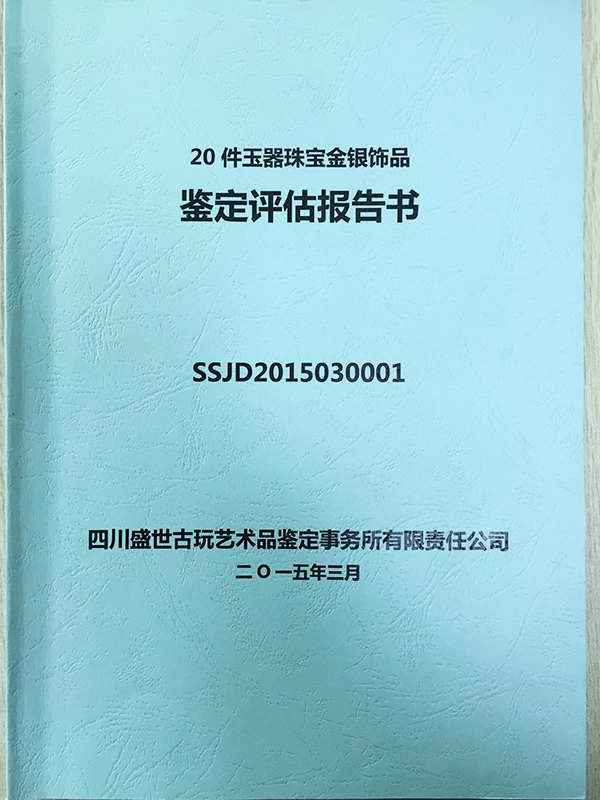 20 件玉器珠宝金银饰品
鉴定评估报告书
SSJD2015030001
四川盛世古玩艺术品鉴定事务所有限责任公司
二O一五年三月